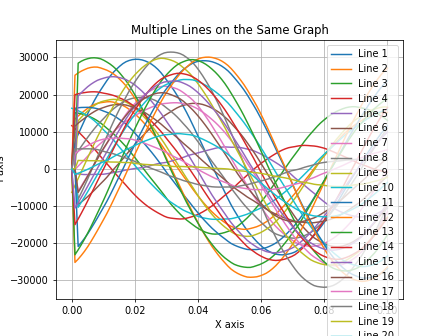 Multiple Lines on the Same Graph
30000
20000
10000
0
−10000
−20000
−30000
0.00
0.02
0.04
0.06
X axis
Line 1
Line 2
Line 3
Line 4
Line 5
Line 6
Line 7
Line 8
Line 9
Line 10
Line 11
Line 12
Line 13
Line 14
Line 15
Line 16
Line 17
Line 18
Line 19
Line 20